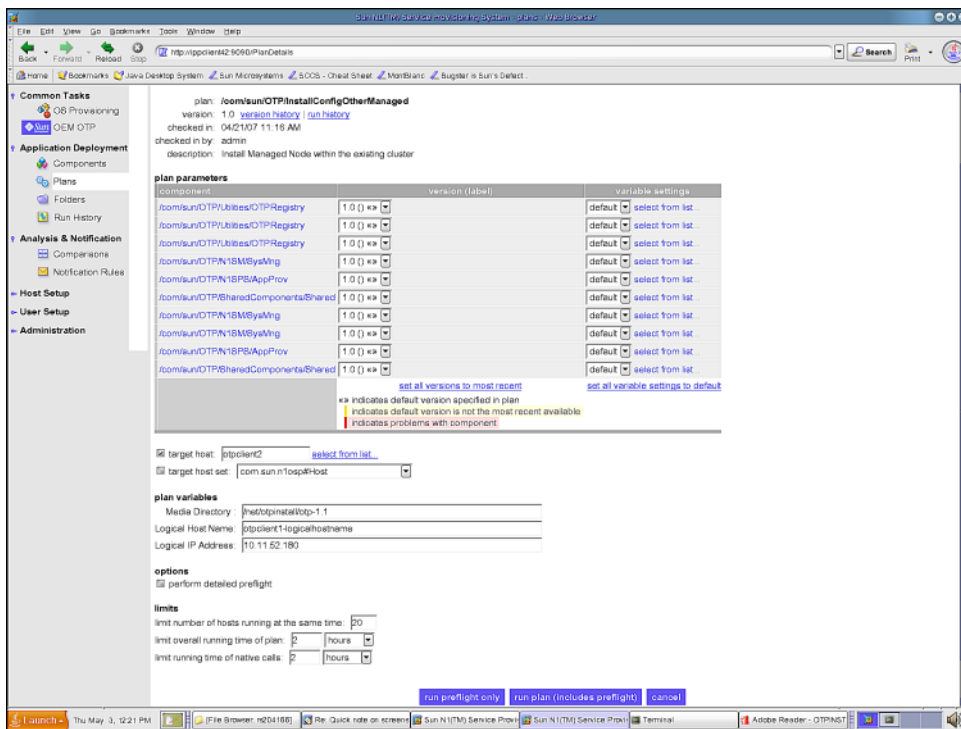 Sun N1(TM) Service Provisioning System - plans - Web Browser
File Edit View Go Bookmarks Tools Window Help
Back Forward Reload Stop
http://ippclient42:9090/PlanDetails
Search
Print
Home Bookmarks Java Desktop System Sun Microsystems SCCS - Cheat Sheet MontBlanc Bugster is Sun's Defect..
Common Tasks
OS Provisioning
Sun OEM OTP
Application Deployment
Components
Plans
Folders
Run History
Analysis & Notification
Comparisons
Notification Rules
Host Setup
User Setup
Administration
plan: /com/sun/OTP/InstallConfigOtherManaged
version: 1.0 version history | run history
checked in: 04/21/07 11:16 AM
checked in by: admin
description: Install Managed Node within the existing cluster
plan parameters
component version (label) variable settings
/com/sun/OTP/Utilities/OTPRegistry 1.0 () «» default select from list...
/com/sun/OTP/Utilities/OTPRegistry 1.0 () «» default select from list...
/com/sun/OTP/Utilities/OTPRegistry 1.0 () «» default select from list...
/com/sun/OTP/N1SM/SysMng 1.0 () «» default select from list...
/com/sun/OTP/N1SPS/AppProv 1.0 () «» default select from list...
/com/sun/OTP/SharedComponents/Shared 1.0 () «» default select from list...
/com/sun/OTP/N1SM/SysMng 1.0 () «» default select from list...
/com/sun/OTP/N1SM/SysMng 1.0 () «» default select from list...
/com/sun/OTP/N1SPS/AppProv 1.0 () «» default select from list...
/com/sun/OTP/SharedComponents/Shared 1.0 () «» default select from list...
set all versions to most recent set all variable settings to default
«» indicates default version specified in plan
indicates default version is not the most recent available
indicates problems with component
target host: otpclient2 select from list...
target host set: com.sun.n1osp#Host
plan variables
Media Directory : /net/otpinstall/otp-1.1
Logical Host Name : otpclient1-logicalhostname
Logical IP Address: 10.11.52.180
options
perform detailed preflight
limits
limit number of hosts running at the same time: 20
limit overall running time of plan: 2 hours
limit running time of native calls: 2 hours
run preflight only run plan (includes preflight) cancel
Launch Thu May 3, 12:21 PM [File Browser: rr204166] Re: Quick note on screens Sun N1(TM) Service Provi Sun N1(TM) Service Provi Terminal Adobe Reader - OTPINST